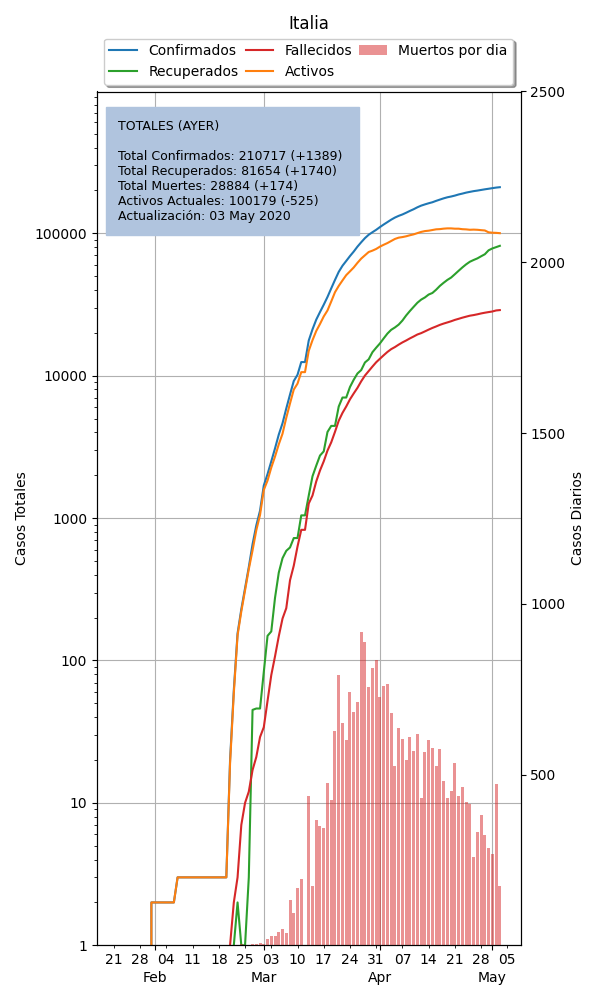 Italia
Confirmados Fallecidos Muertos por dia
Recuperados Activos
TOTALES (AYER)
Total Confirmados: 210717 (+1389)
Total Recuperados: 81654 (+1740)
Total Muertes: 28884 (+174)
Activos Actuales: 100179 (-525)
Actualización: 03 May 2020
Casos Totales
100000
10000
1000
100
10
1
2500
2000
1500
1000
500
Casos Diarios
21 28 04 11 18 25 03 10 17 24 31 07 14 21 28 05
Feb Mar Apr May